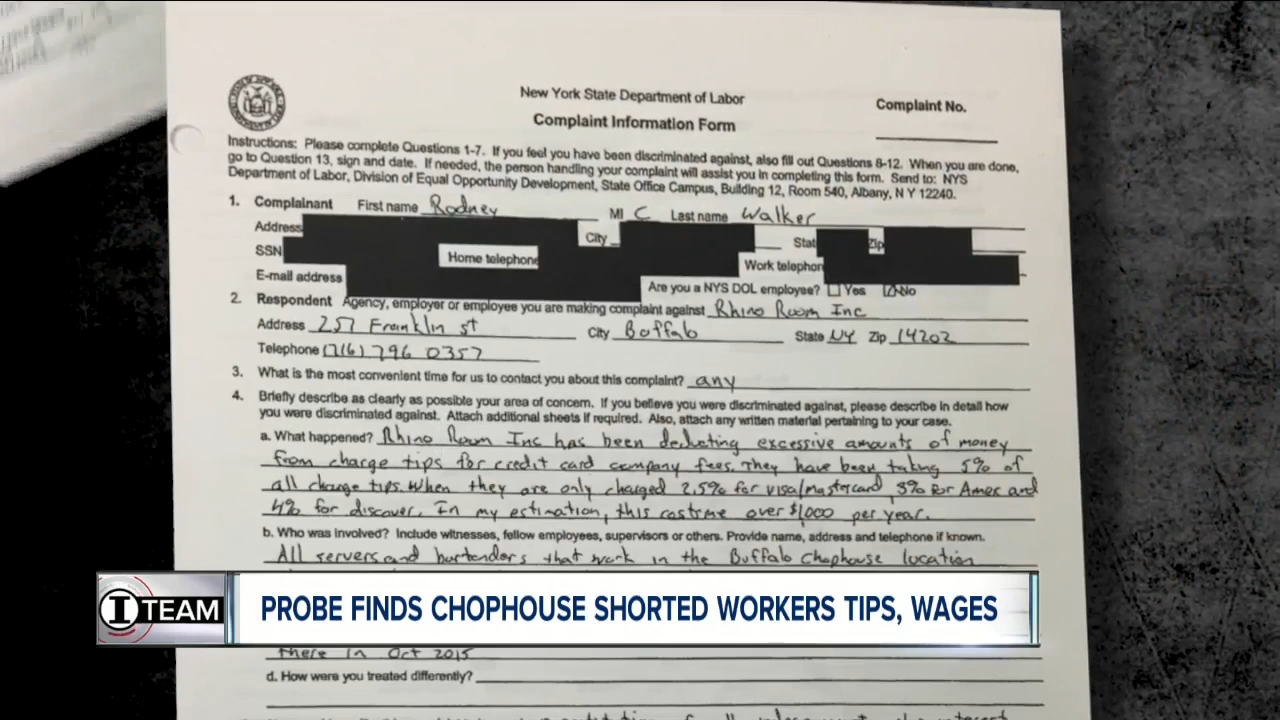 New York State Department of Labor
Complaint No.
Complaint Information Form
Instructions: Please complete Questions 1-7. If you feel you have been discriminated against, also fill out Questions 8-12. When you are done,
go to Question 13, sign and date. If needed, the person handling your complaint will assist you in completing this form. Send to: NYS
Department of Labor, Division of Equal Opportunity Development, State Office Campus, Building 12, Room 540, Albany, N Y 12240.
1. Complainant First name Rodney MI C Last name Walker
Address City Stat Zip
SSN Home telephone Work telephon
E-mail address Are you a NYS DOL employee? Yes No
2. Respondent Agency, employer or employee you are making complaint against Rhino Room Inc
Address 257 Franklin st City Buffalo State NY Zip 14202
Telephone (716) 796 0357
3. What is the most convenient time for us to contact you about this complaint? any
4. Briefly describe as clearly as possible your area of concern. If you believe you were discriminated against, please describe in detail how
you were discriminated against. Attach additional sheets if required. Also, attach any written material pertaining to your case.
a. What happened? Rhino Room Inc has been deducting excessive amounts of money
from charge tips for credit card company fees. They have been taking 5% of
all charge tips. When they are only charged 2.5% for visa/mastercard, 3% for Amex and
4% for discover. In my estimation, this costs me over $1,000 per year.
b. Who was involved? Include witnesses, fellow employees, supervisors or others. Provide name, address and telephone if known.
All servers and bartenders that work in the Buffalo Chophouse location
I TEAM
PROBE FINDS CHOPHOUSE SHORTED WORKERS TIPS, WAGES
there in Oct 2015
d. How were you treated differently?